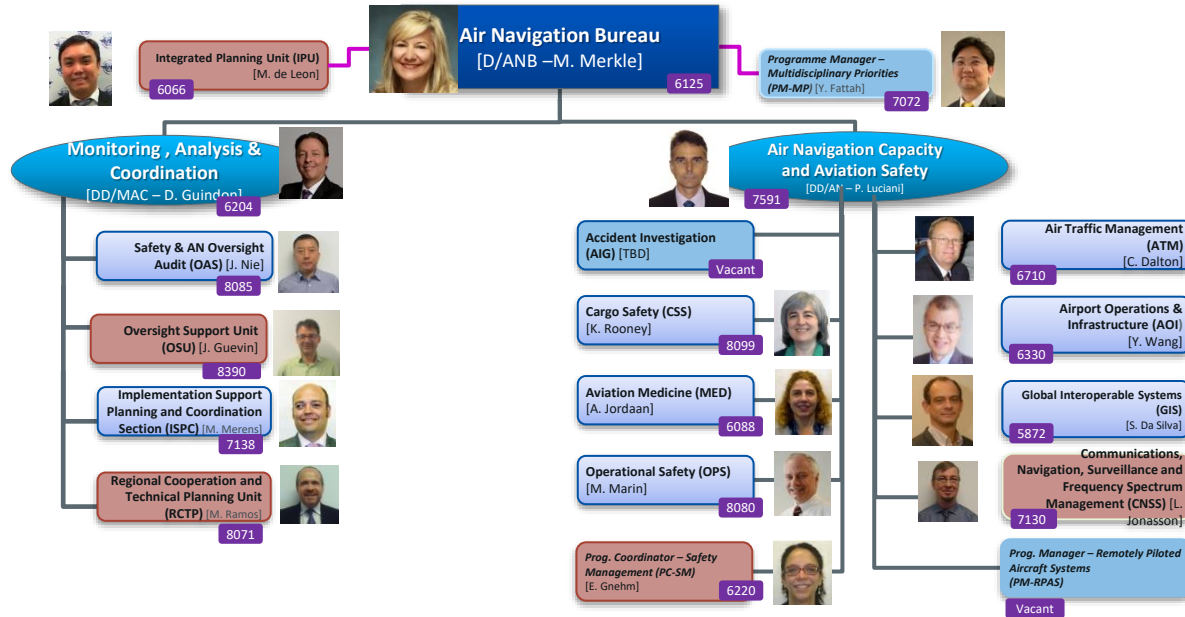 Air Navigation Bureau
[D/ANB –M. Merkle]
6125
Integrated Planning Unit (IPU)
[M. de Leon]
6066
Programme Manager –
Multidisciplinary Priorities
(PM-MP) [Y. Fattah]
7072
Monitoring , Analysis &
Coordination
[DD/MAC – D. Guindon]
6204
Air Navigation Capacity
and Aviation Safety
[DD/AN – P. Luciani]
7591
Safety & AN Oversight
Audit (OAS) [J. Nie]
8085
Oversight Support Unit
(OSU) [J. Guevin]
8390
Implementation Support
Planning and Coordination
Section (ISPC) [M. Merens]
7138
Regional Cooperation and
Technical Planning Unit
(RCTP) [M. Ramos]
8071
Accident Investigation
(AIG) [TBD]
Vacant
Cargo Safety (CSS)
[K. Rooney]
8099
Aviation Medicine (MED)
[A. Jordaan]
6088
Operational Safety (OPS)
[M. Marin]
8080
Prog. Coordinator – Safety
Management (PC-SM)
[E. Gnehm]
6220
Air Traffic Management
(ATM)
[C. Dalton]
6710
Airport Operations &
Infrastructure (AOI)
[Y. Wang]
6330
Global Interoperable Systems
(GIS)
[S. Da Silva]
5872
Communications,
Navigation, Surveillance and
Frequency Spectrum
Management (CNSS) [L.
Jonasson]
7130
Prog. Manager – Remotely Piloted
Aircraft Systems
(PM-RPAS)
Vacant